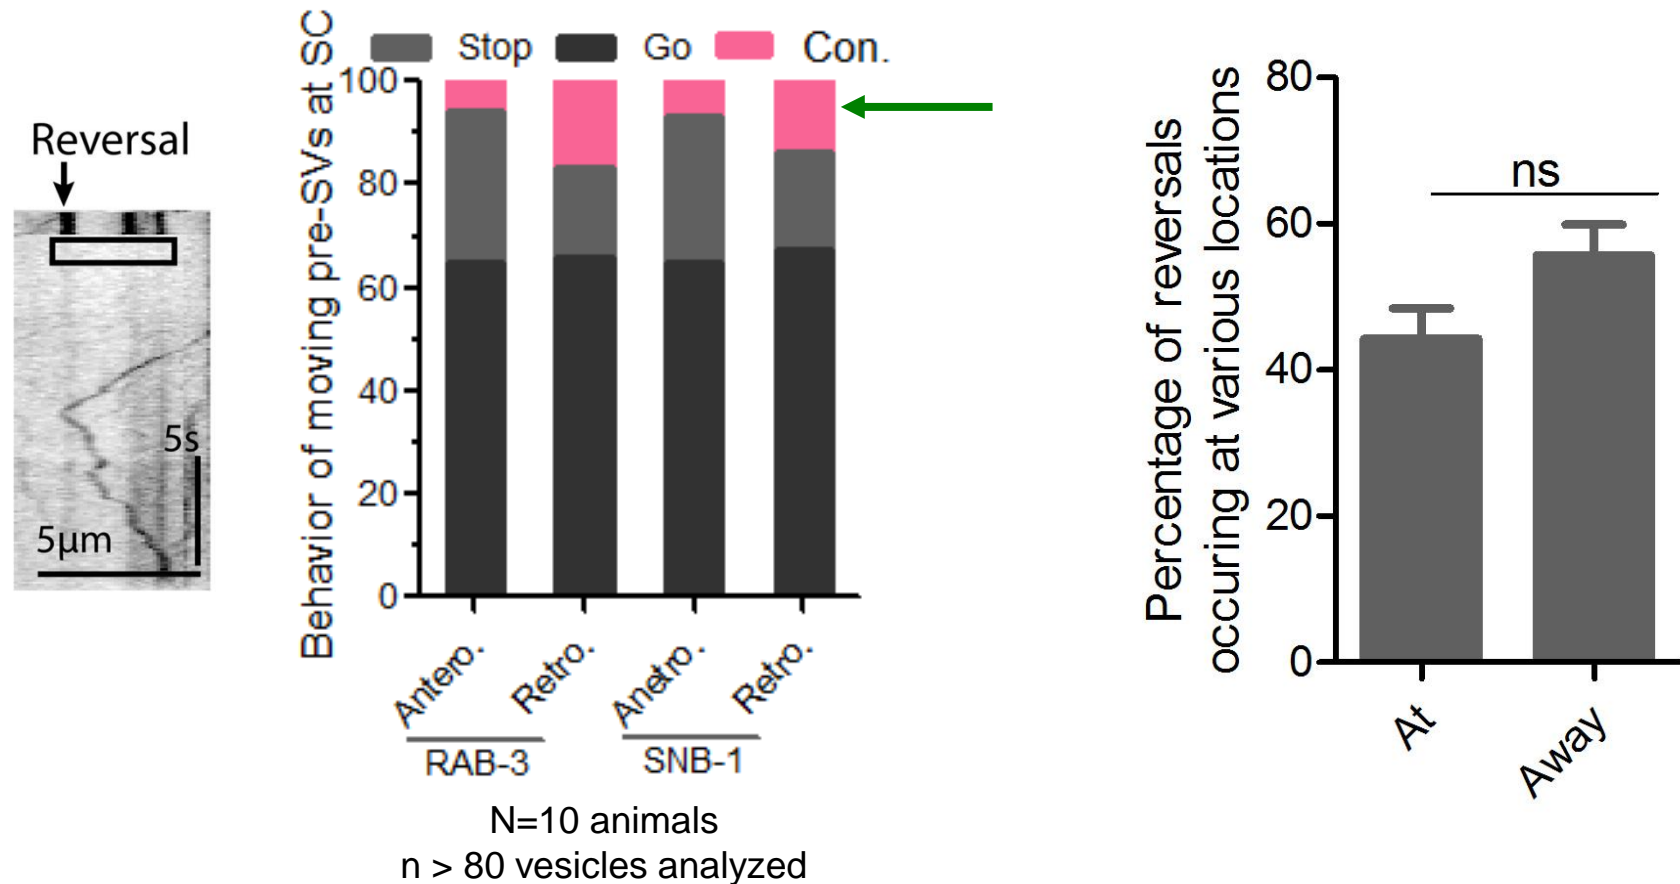 Reversal
5s
5µm
Stop Go Con.
Behavior of moving pre-SVs at SC
100
80
60
40
20
0
Antero. Retro. Anetro. Retro.
RAB-3 SNB-1
N=10 animals
n > 80 vesicles analyzed
Percentage of reversals
occuring at various locations
80
60
40
20
0
ns
At Away